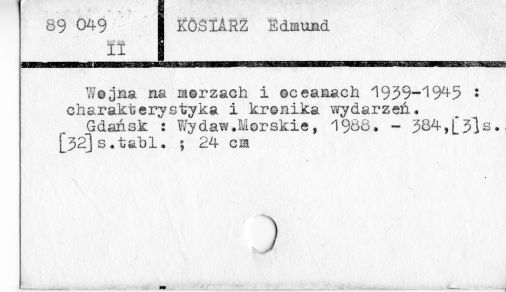 89 049 KOSIARZ Edmund
II
Wojna na morzach i oceanach 1939-1945 :
charakterystyka i kronika wydarzeń.
Gdańsk : Wydaw.Morskie, 1988. - 384,[3]s.
[32]s.tabl. ; 24 cm